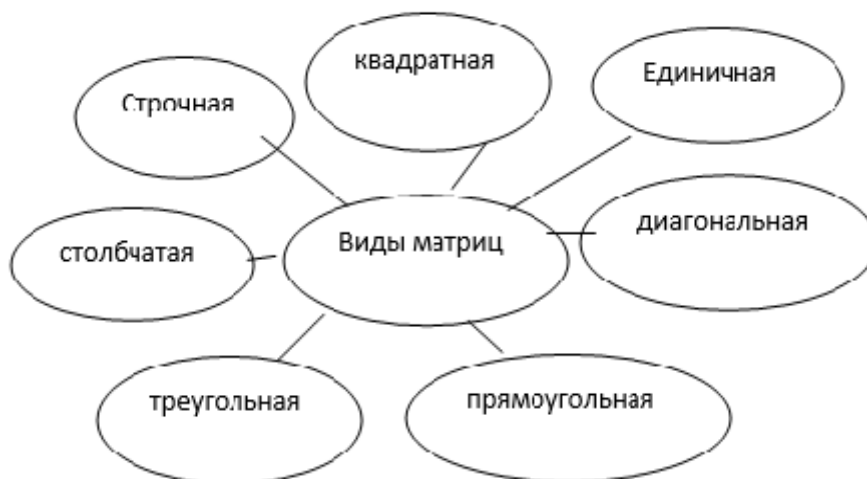 квадратная
Единичная
Строчная
диагональная
Виды матриц
столбчатая
треугольная
прямоугольная